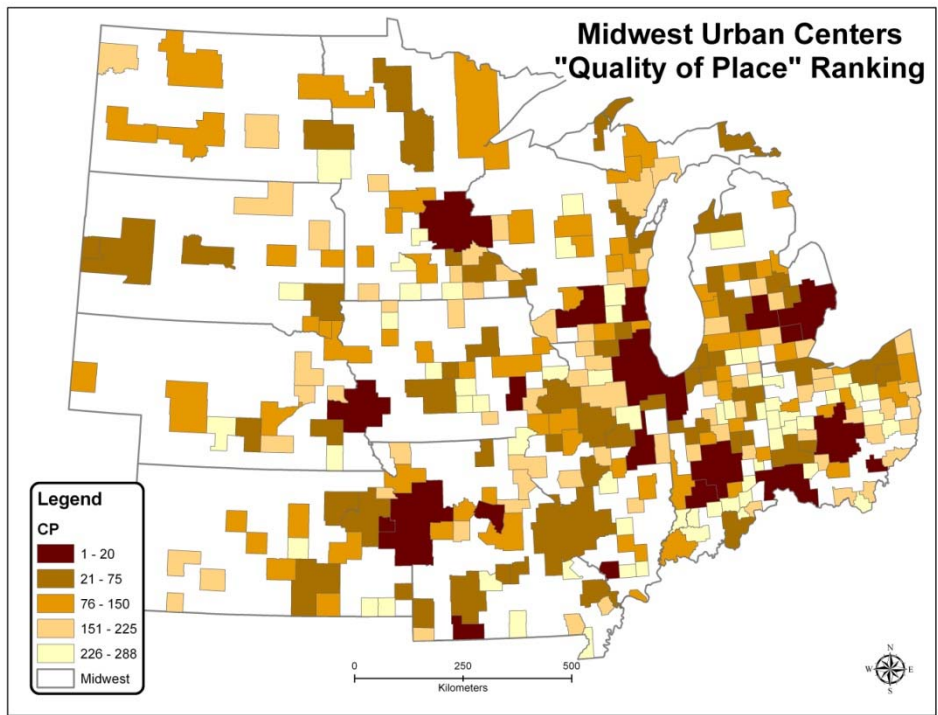 Midwest Urban Centers
"Quality of Place" Ranking
Legend
CP
1 - 20
21 - 75
76 - 150
151 - 225
226 - 288
Midwest
0 250 500
Kilometers
N
W E
S